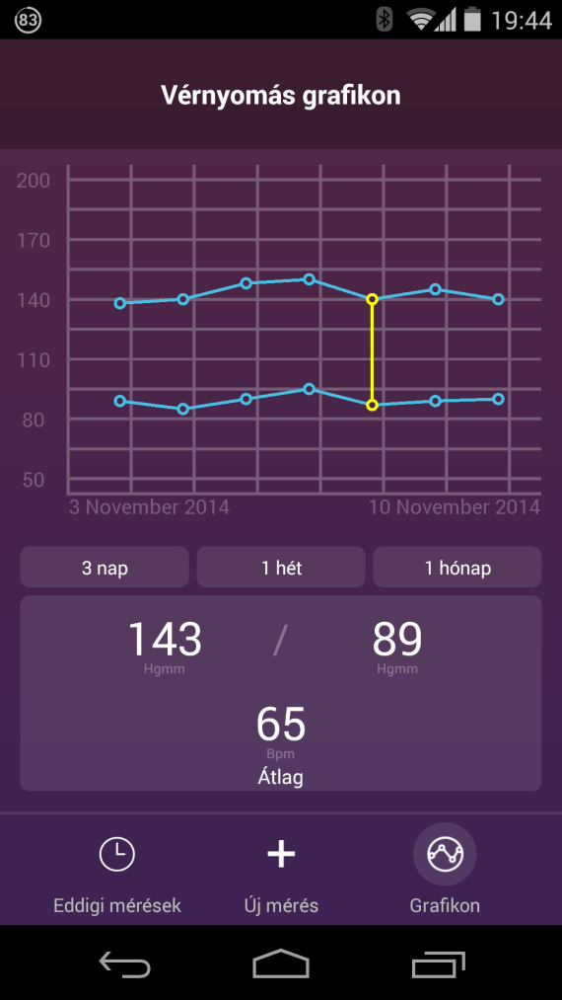 83 19:44
Vérnyomás grafikon
200
170
140
110
80
50
3 November 2014 10 November 2014
3 nap 1 hét 1 hónap
143 / 89
Hgmm Hgmm
65
Bpm
Átlag
Eddigi mérések Új mérés Grafikon